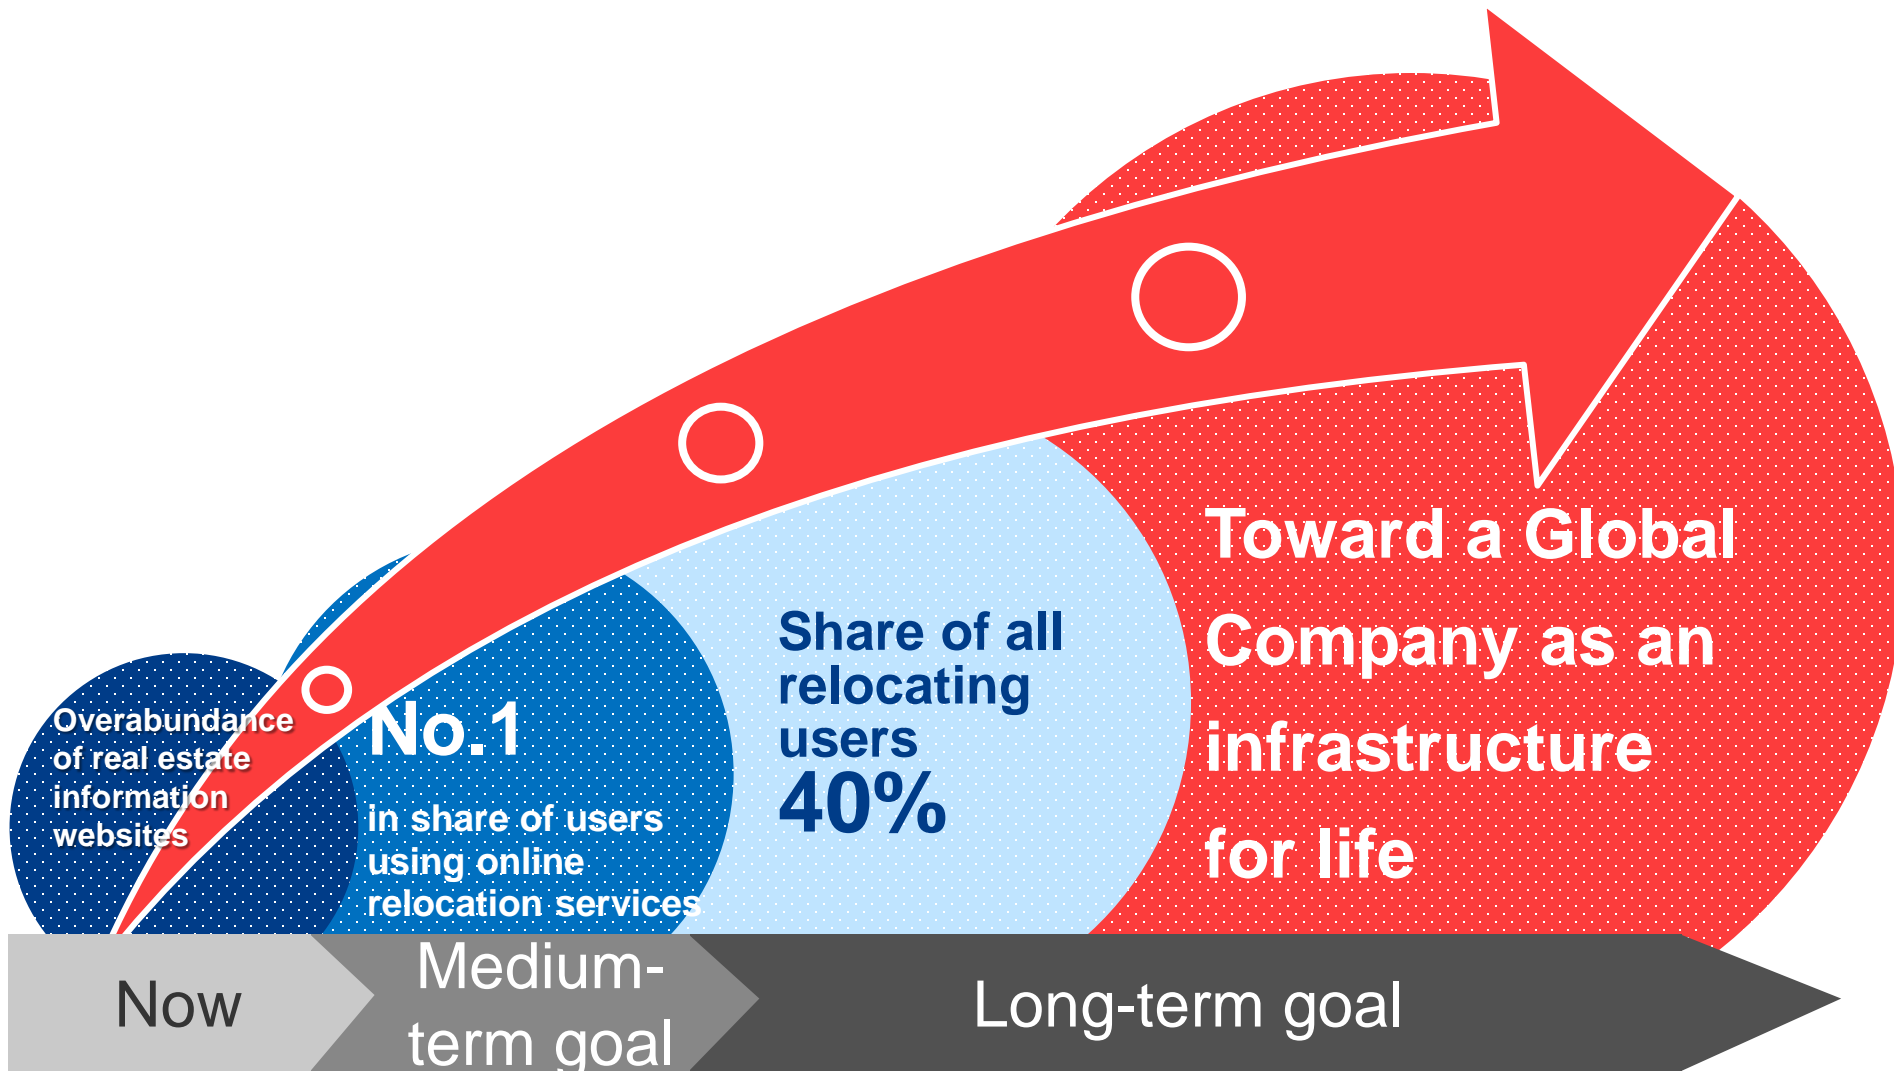 Overabundance
of real estate
information
websites
No.1
in share of users
using online
relocation services
Share of all
relocating
users
40%
Toward a Global
Company as an
infrastructure
for life
Now
Medium-
term goal
Long-term goal